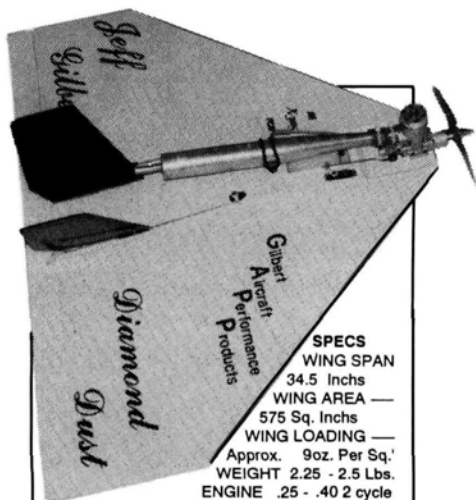 Jeff
Gilbe
Gilbert
Aircraft
Performance
Products
Diamond
Dust
SPECS
WING SPAN
34.5 Inchs
WING AREA —
575 Sq. Inchs
WING LOADING —
Approx. 9oz. Per Sq.'
WEIGHT 2.25 - 2.5 Lbs.
ENGINE .25 - .40 2 cycle